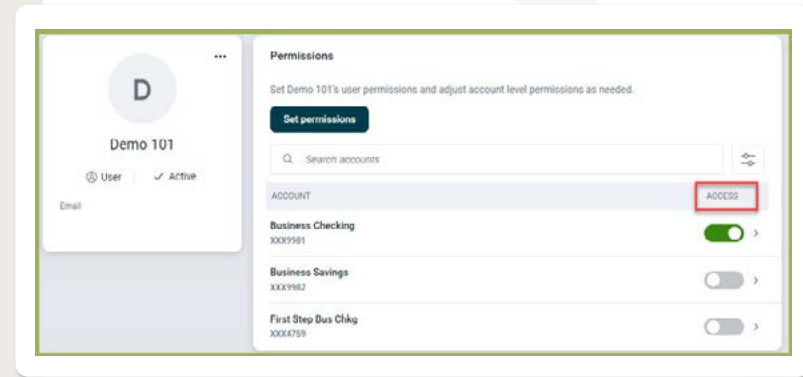 D
Demo 101
User
Active
Email
Permissions
Set Demo 101's user permissions and adjust account level permissions as needed.
Set permissions
Search accounts
ACCOUNT ACCESS
Business Checking
XXX9981
Business Savings
XXX9982
First Step Bus Chkg
XXX4759